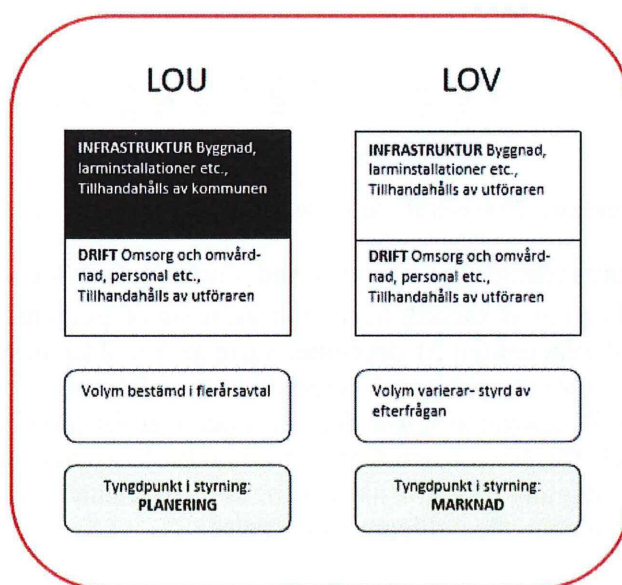 LOU
INFRASTRUKTUR Byggnad,
larminstallationer etc.,
Tillhandahålls av kommunen
DRIFT Omsorg och omvård-
nad, personal etc.,
Tillhandahålls av utföraren
Volym bestämd i flerårsavtal
Tyngdpunkt i styrning:
PLANERING
LOV
INFRASTRUKTUR Byggnad,
larminstallationer etc.,
Tillhandahålls av utföraren
DRIFT Omsorg och omvård-
nad, personal etc.,
Tillhandahålls av utföraren
Volym varierar- styrd av
efterfrågan
Tyngdpunkt i styrning:
MARKNAD